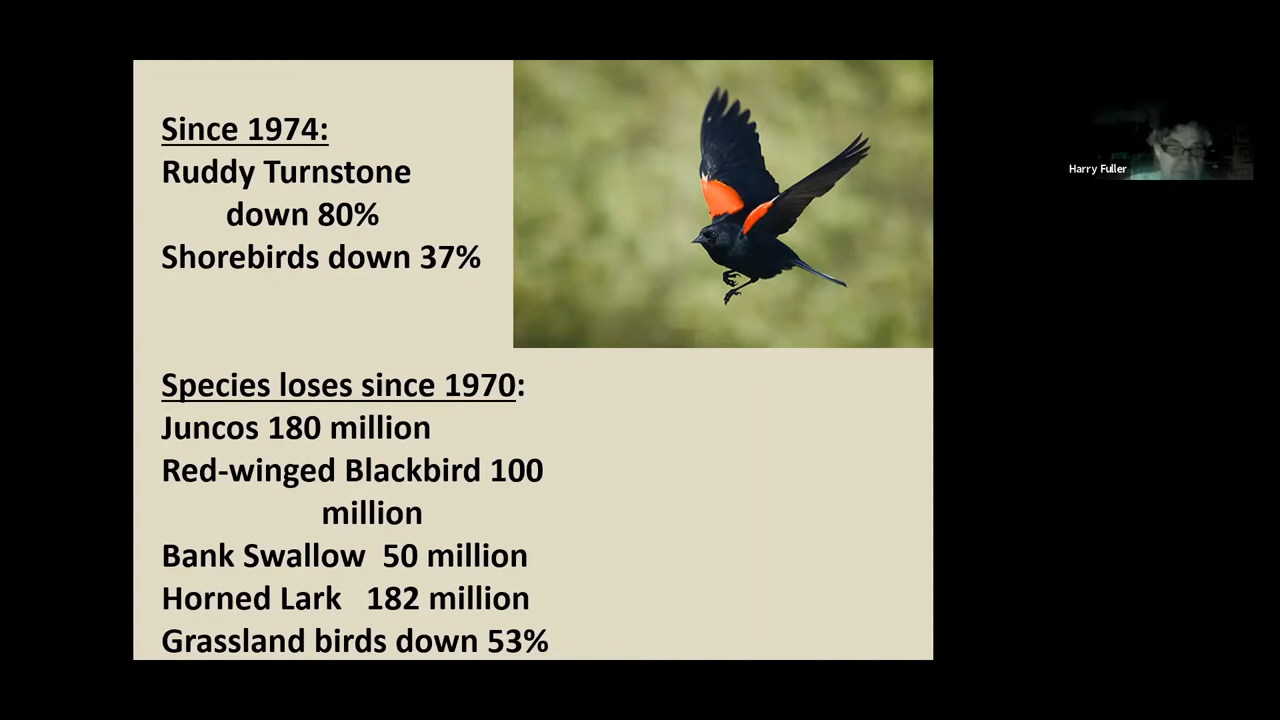 Since 1974:
Ruddy Turnstone
down 80%
Shorebirds down 37%
Species loses since 1970:
Juncos 180 million
Red-winged Blackbird 100
million
Bank Swallow 50 million
Horned Lark 182 million
Grassland birds down 53%
Harry Fuller